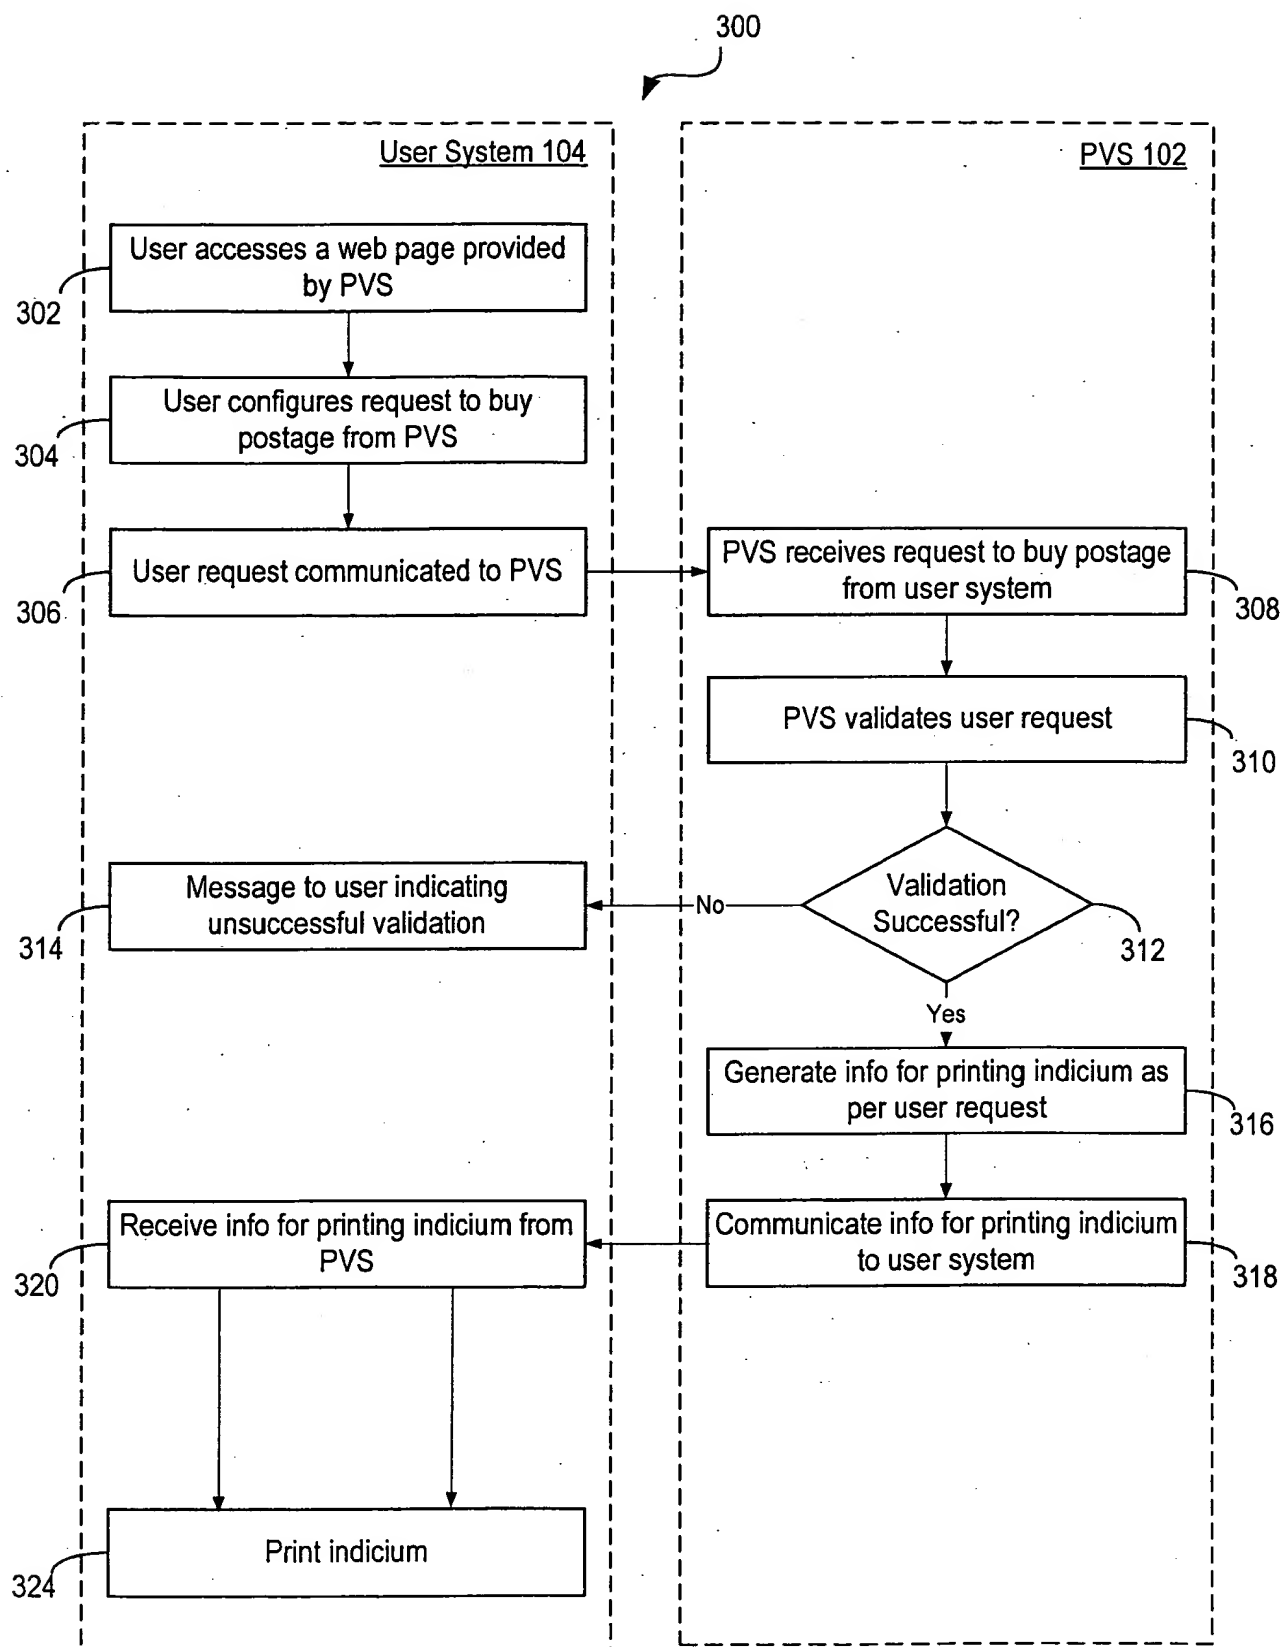 300
User System 104
PVS 102
User accesses a web page provided
by PVS
302
User configures request to buy
postage from PVS
304
User request communicated to PVS
306
PVS receives request to buy postage
from user system
308
PVS validates user request
310
Validation
Successful?
312
No
Message to user indicating
unsuccessful validation
314
Yes
Generate info for printing indicium as
per user request
316
Communicate info for printing indicium
to user system
318
Receive info for printing indicium from
PVS
320
Print indicium
324